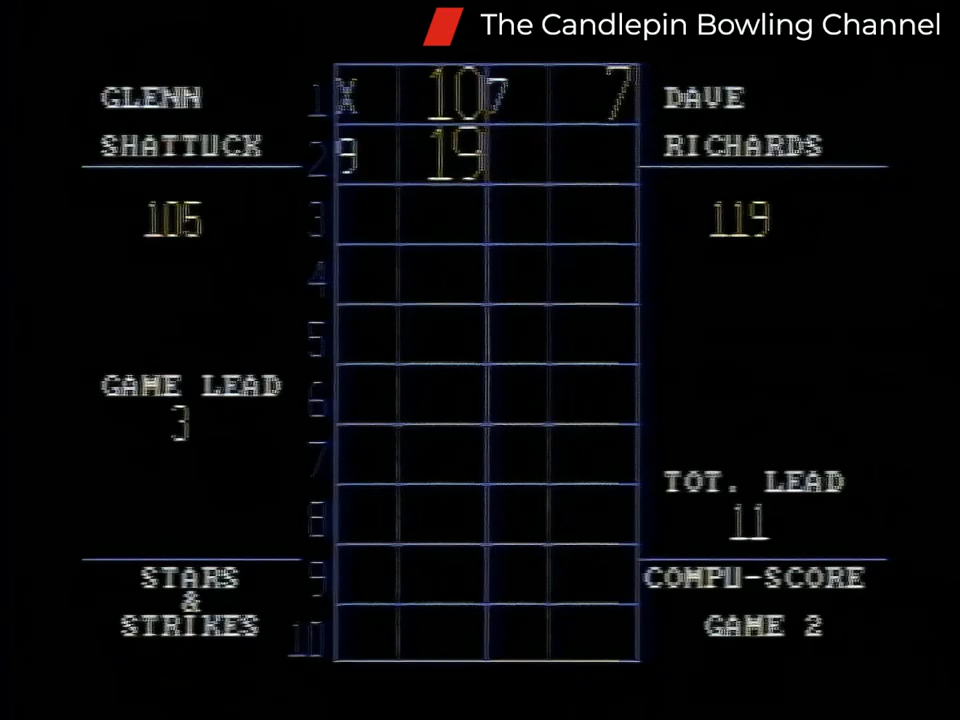 The Candlepin Bowling Channel
GLENN
SHATTUCK
105
GAME LEAD
3
STARS
&
STRIKES
1 X 10 7 7
2 9 19
3
4
5
6
7
8
9
10
DAVE
RICHARDS
119
TOT. LEAD
11
COMPU-SCORE
GAME 2